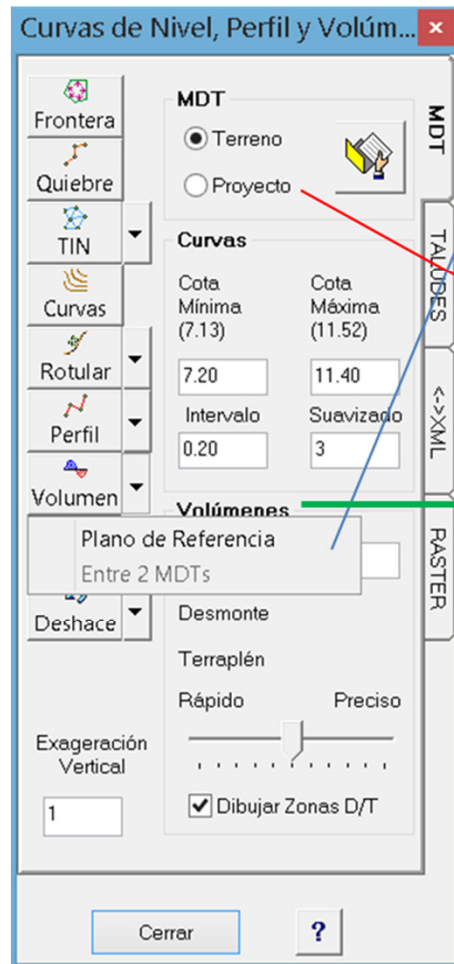 Curvas de Nivel, Perfil y Volúm...
Frontera
Quiebre
TIN
Curvas
Rotular
Perfil
Volumen
Plano de Referencia
Entre 2 MDTs
Deshace
Exageración
Vertical
1
MDT
Terreno
Proyecto
Curvas
Cota
Mínima
(7.13)
Cota
Máxima
(11.52)
7.20
11.40
Intervalo
Suavizado
0.20
3
Volúmenes
Desmonte
Terraplén
Rápido
Preciso
Dibujar Zonas D/T
MDT
TALUDES
<->XML
RASTER
Cerrar
?